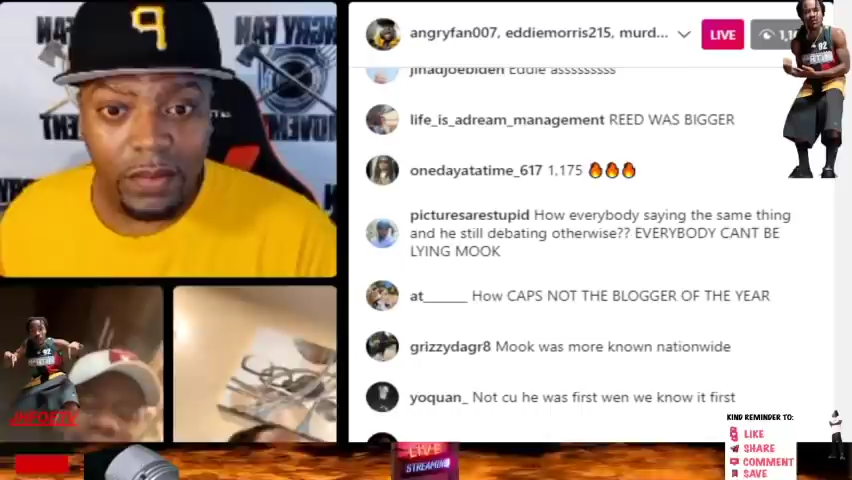 angryfan007, eddiemorris215, murd...
LIVE
jihadjoebiden Eddie asssssssss
life_is_adream_management REED WAS BIGGER
onedayatatime_617 1,175 🔥🔥🔥
picturesarestupid How everybody saying the same thing
and he still debating otherwise?? EVERYBODY CANT BE
LYING MOOK
at______ How CAPS NOT THE BLOGGER OF THE YEAR
grizzydagr8 Mook was more known nationwide
yoquan_ Not cu he was first wen we know it first
JHFOETV
LIVE
STREAMING
KIND REMINDER TO:
LIKE
SHARE
COMMENT
SAVE